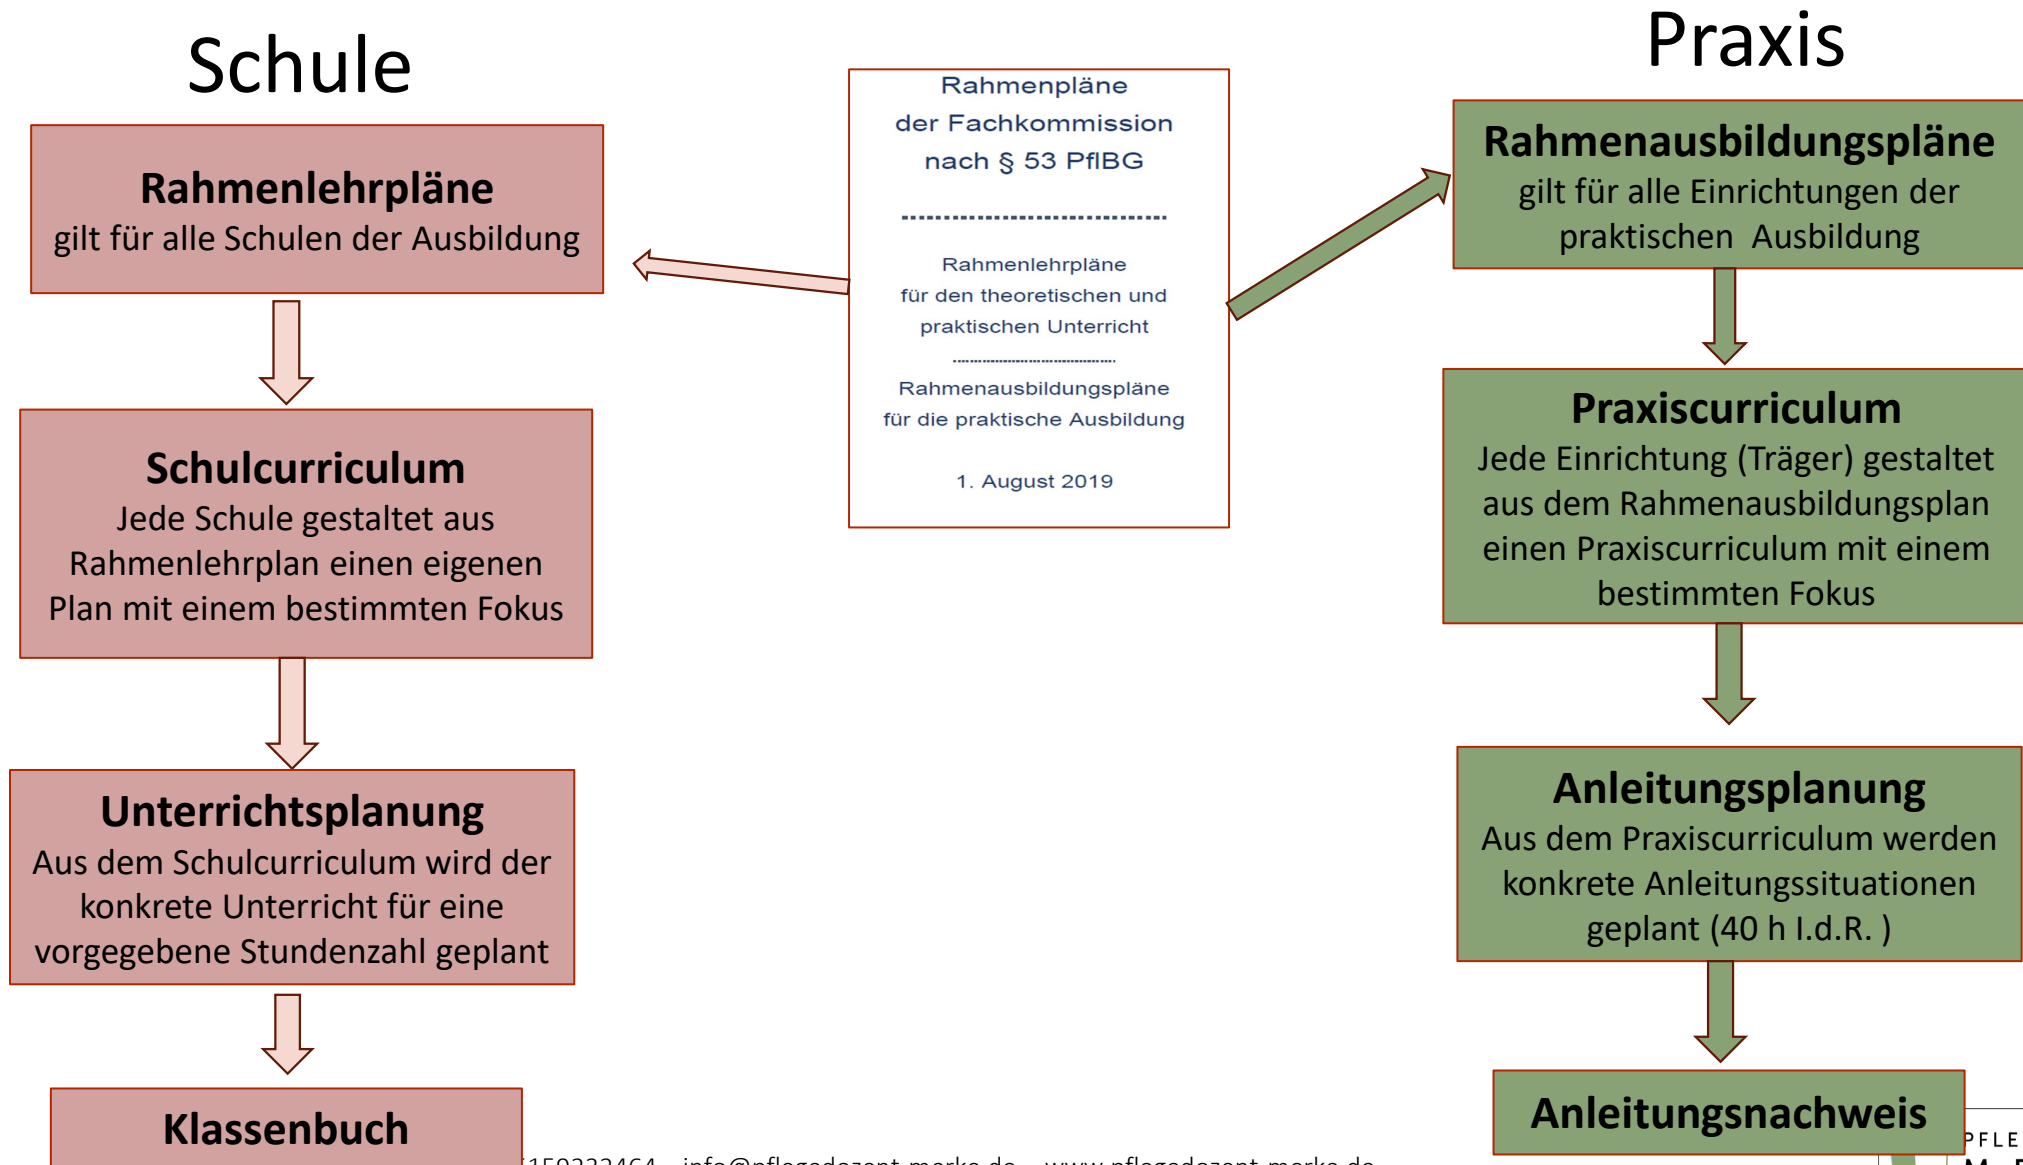 Schule
Rahmenlehrpläne
gilt für alle Schulen der Ausbildung
Schulcurriculum
Jede Schule gestaltet aus
Rahmenlehrplan einen eigenen
Plan mit einem bestimmten Fokus
Unterrichtsplanung
Aus dem Schulcurriculum wird der
konkrete Unterricht für eine
vorgegebene Stundenzahl geplant
Klassenbuch
Rahmenpläne
der Fachkommission
nach § 53 PflBG
Rahmenlehrpläne
für den theoretischen und
praktischen Unterricht
Rahmenausbildungspläne
für die praktische Ausbildung
1. August 2019
Praxis
Rahmenausbildungspläne
gilt für alle Einrichtungen der
praktischen Ausbildung
Praxiscurriculum
Jede Einrichtung (Träger) gestaltet
aus dem Rahmenausbildungsplan
einen Praxiscurriculum mit einem
bestimmten Fokus
Anleitungsplanung
Aus dem Praxiscurriculum werden
konkrete Anleitungssituationen
geplant (40 h I.d.R. )
Anleitungsnachweis
PFLE